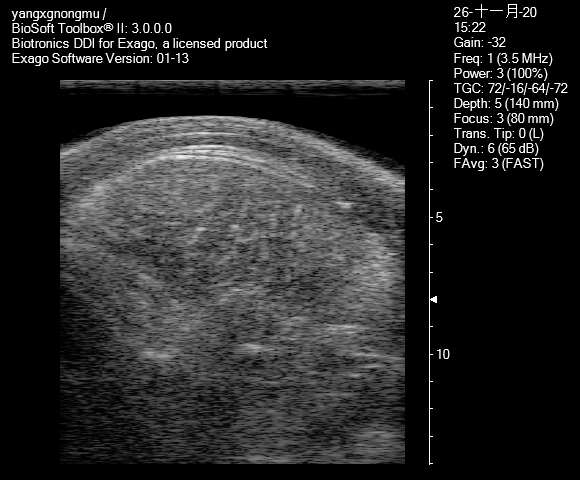 yangxgnongmu /
BioSoft Toolbox® II: 3.0.0.0
Biotronics DDI for Exago, a licensed product
Exago Software Version: 01-13
26-十一月-20
15:22
Gain: -32
Freq: 1 (3.5 MHz)
Power: 3 (100%)
TGC: 72/-16/-64/-72
Depth: 5 (140 mm)
Focus: 3 (80 mm)
Trans. Tip: 0 (L)
Dyn.: 6 (65 dB)
FAvg: 3 (FAST)
5
10